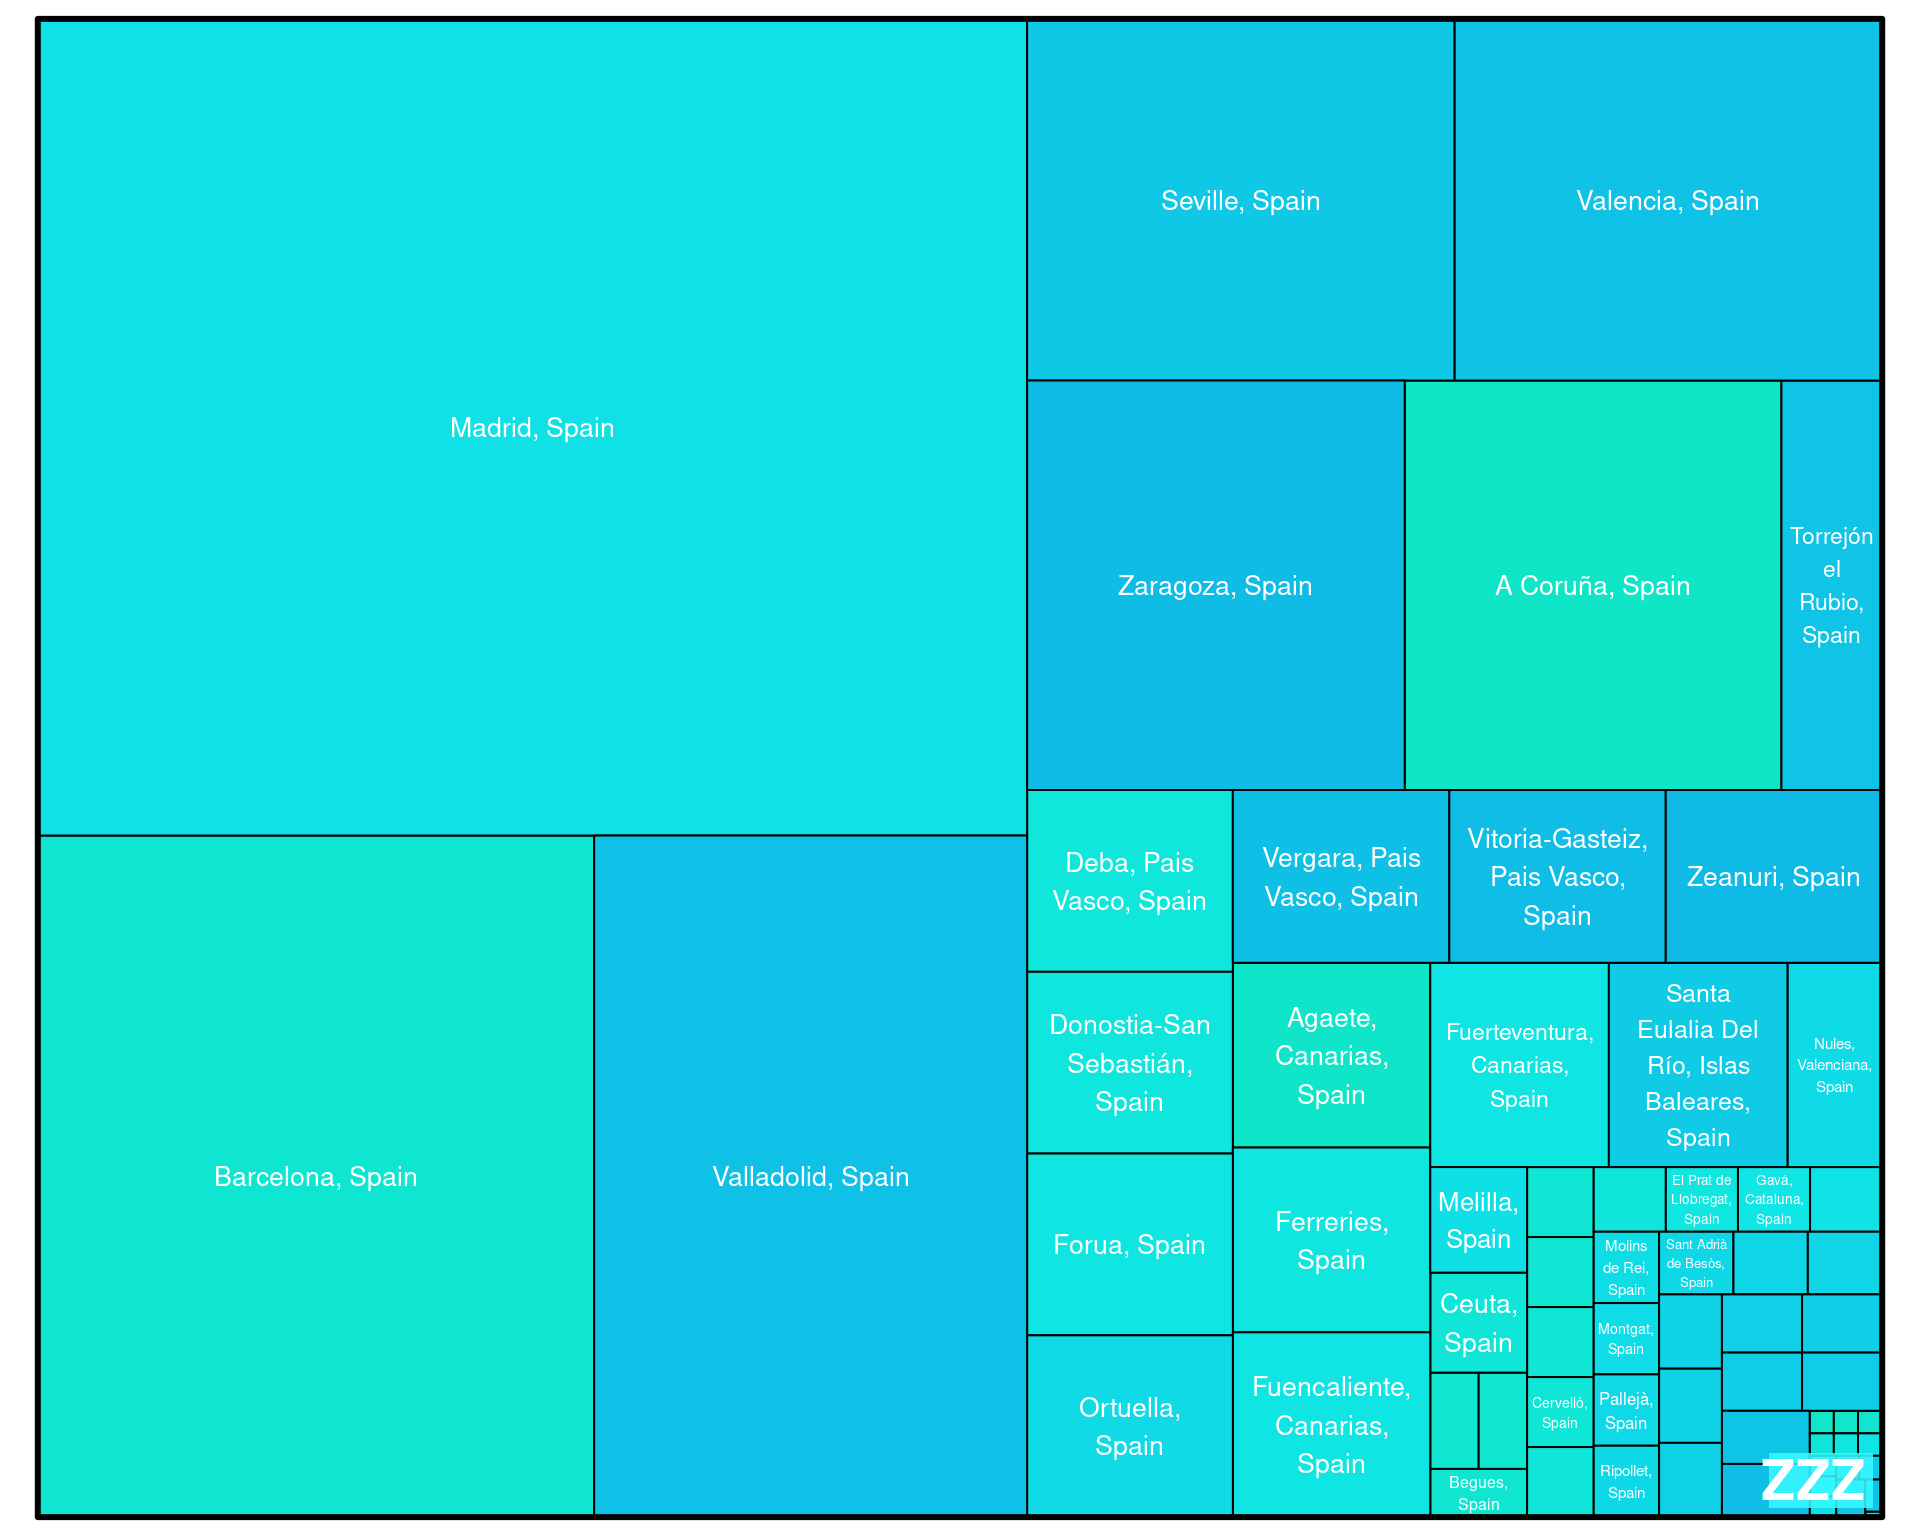 Madrid, Spain
Seville, Spain
Valencia, Spain
Zaragoza, Spain
A Coruña, Spain
Torrejón
el
Rubio,
Spain
Barcelona, Spain
Valladolid, Spain
Deba, Pais
Vasco, Spain
Vergara, Pais
Vasco, Spain
Vitoria-Gasteiz,
Pais Vasco,
Spain
Zeanuri, Spain
Donostia-San
Sebastián,
Spain
Agaete,
Canarias,
Spain
Fuerteventura,
Canarias,
Spain
Santa
Eulalia Del
Río, Islas
Baleares,
Spain
Nules,
Valenciana,
Spain
Forua, Spain
Ferreries,
Spain
Melilla,
Spain
El Prat de
Llobregat,
Spain
Gavá,
Cataluna,
Spain
Molins
de Rei,
Spain
Sant Adrià
de Besòs,
Spain
Ceuta,
Spain
Montgat,
Spain
Ortuella,
Spain
Fuencaliente,
Canarias,
Spain
Cervelló,
Spain
Pallejà,
Spain
Begues,
Spain
Ripollet,
Spain
ZZZ